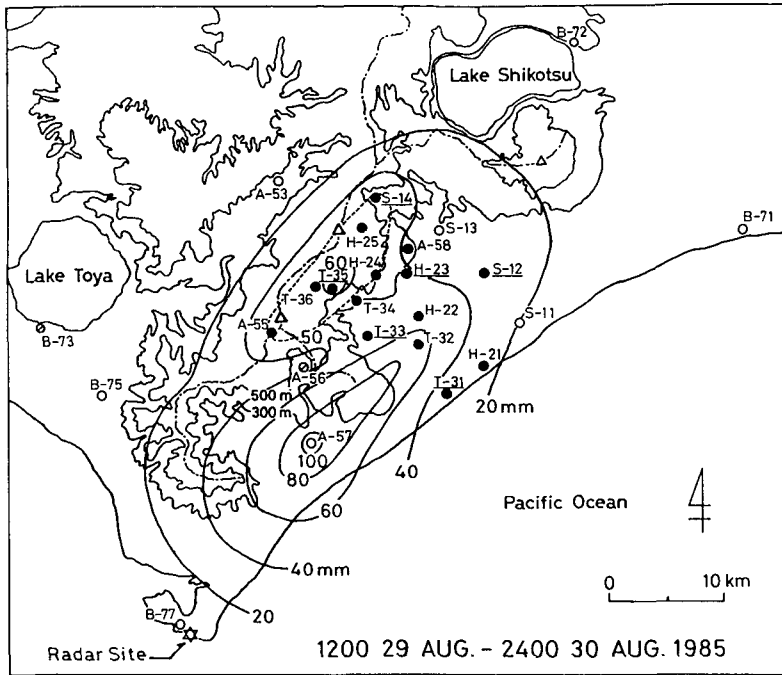 B-72
Lake Shikotsu
A-53
S-14
S-13
B-71
H-25
A-58
Lake Toya
60
H-24
H-23
S-12
T-35
T-36
T-34
H-22
S-11
B-73
A-55
50
T-33
T-32
A-56
H-21
B-75
500 m
300 m
T-31
20 mm
A-57
100
40
80
Pacific Ocean
60
40 mm
0 10 km
20
B-77
Radar Site
1200 29 AUG. - 2400 30 AUG. 1985